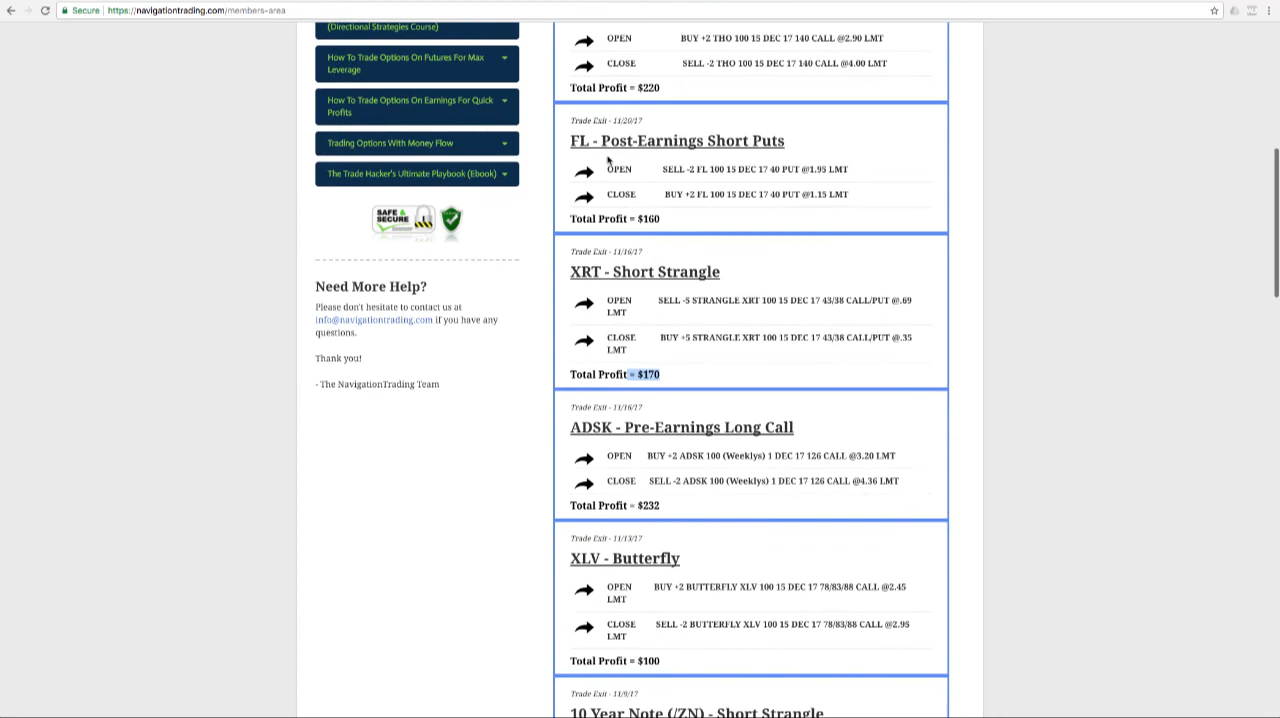 Secure
https://navigationtrading.com/members-area
(Directional Strategies Course)
How To Trade Options On Futures For Max
Leverage
How To Trade Options On Earnings For Quick
Profits
Trading Options With Money Flow
The Trade Hacker's Ultimate Playbook (Ebook)
SAFE &
SECURE
Need More Help?
Please don't hesitate to contact us at
info@navigationtrading.com if you have any
questions.
Thank you!
- The NavigationTrading Team
OPEN BUY +2 THO 100 15 DEC 17 140 CALL @2.90 LMT
CLOSE SELL -2 THO 100 15 DEC 17 140 CALL @4.00 LMT
Total Profit = $220
Trade Exit - 11/20/17
FL - Post-Earnings Short Puts
OPEN SELL -2 FL 100 15 DEC 17 40 PUT @1.95 LMT
CLOSE BUY +2 FL 100 15 DEC 17 40 PUT @1.15 LMT
Total Profit = $160
Trade Exit - 11/16/17
XRT - Short Strangle
OPEN SELL -5 STRANGLE XRT 100 15 DEC 17 43/38 CALL/PUT @.69
LMT
CLOSE BUY +5 STRANGLE XRT 100 15 DEC 17 43/38 CALL/PUT @.35
LMT
Total Profit = $170
Trade Exit - 11/16/17
ADSK - Pre-Earnings Long Call
OPEN BUY +2 ADSK 100 (Weeklys) 1 DEC 17 126 CALL @3.20 LMT
CLOSE SELL -2 ADSK 100 (Weeklys) 1 DEC 17 126 CALL @4.36 LMT
Total Profit = $232
Trade Exit - 11/13/17
XLV - Butterfly
OPEN BUY +2 BUTTERFLY XLV 100 15 DEC 17 78/83/88 CALL @2.45
LMT
CLOSE SELL -2 BUTTERFLY XLV 100 15 DEC 17 78/83/88 CALL @2.95
LMT
Total Profit = $100
Trade Exit - 11/9/17
10 Year Note (/ZN) - Short Strangle